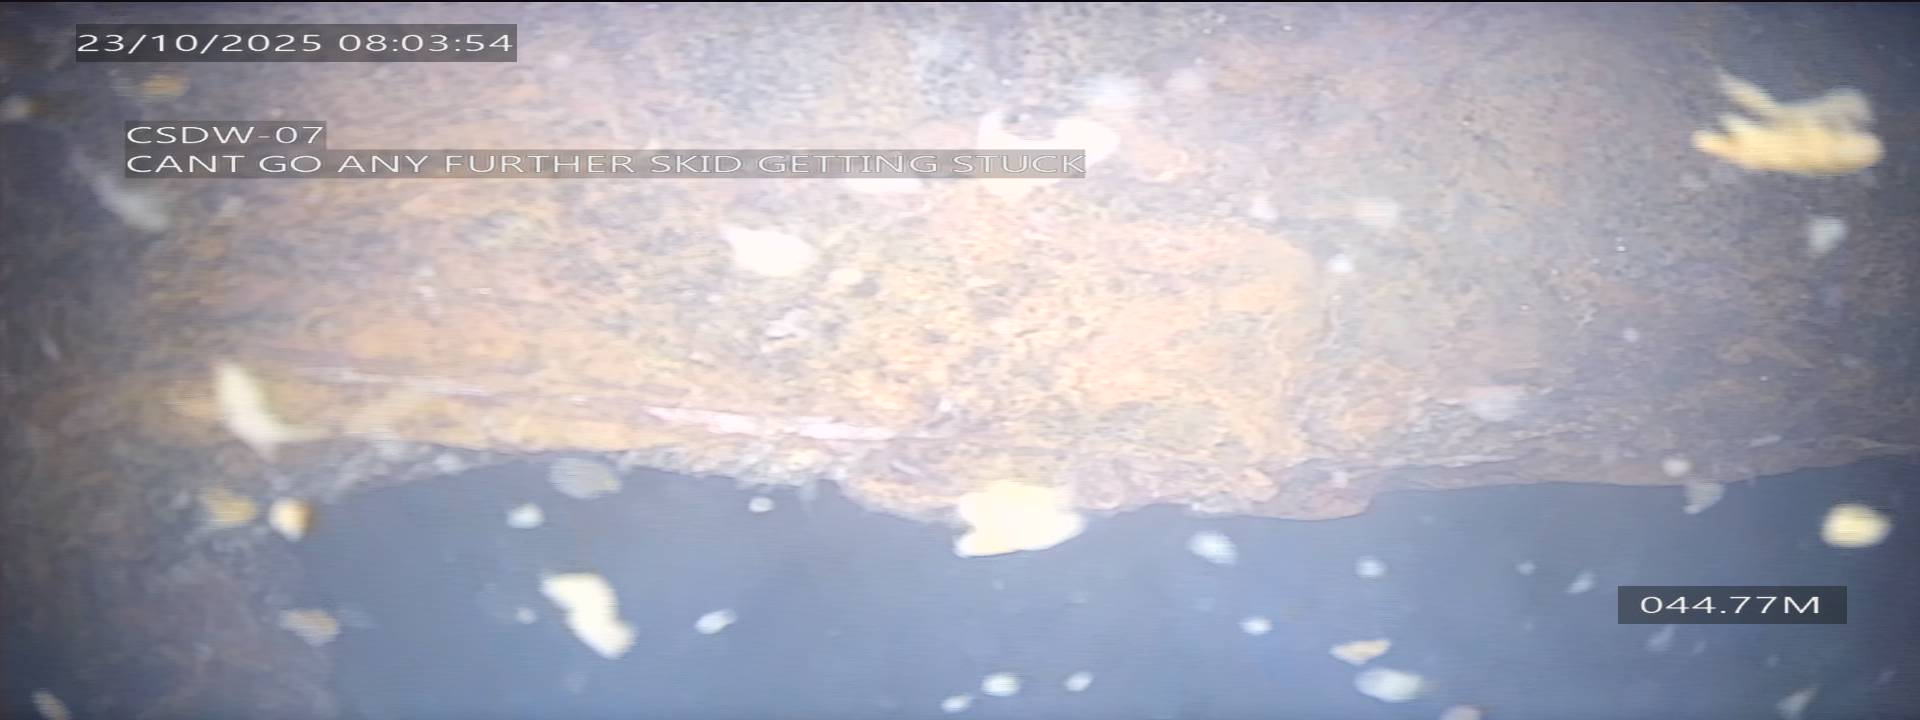 23/10/2025 08:03:54
CSDW-07
CANT GO ANY FURTHER SKID GETTING STUCK
044.77M